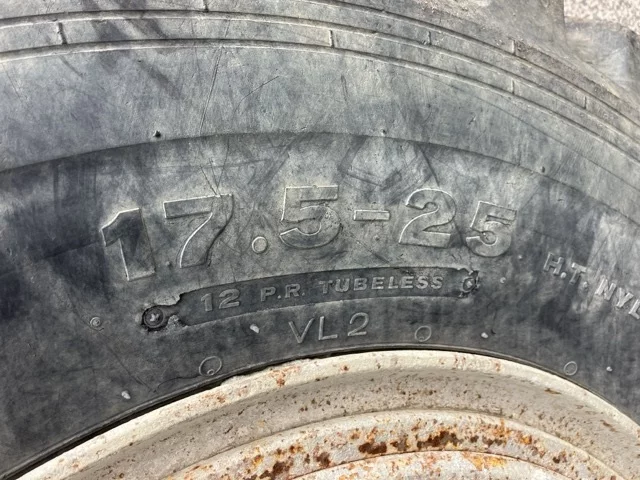 17.5-25
12 P.R. TUBELESS
H.T. NYL
VL2